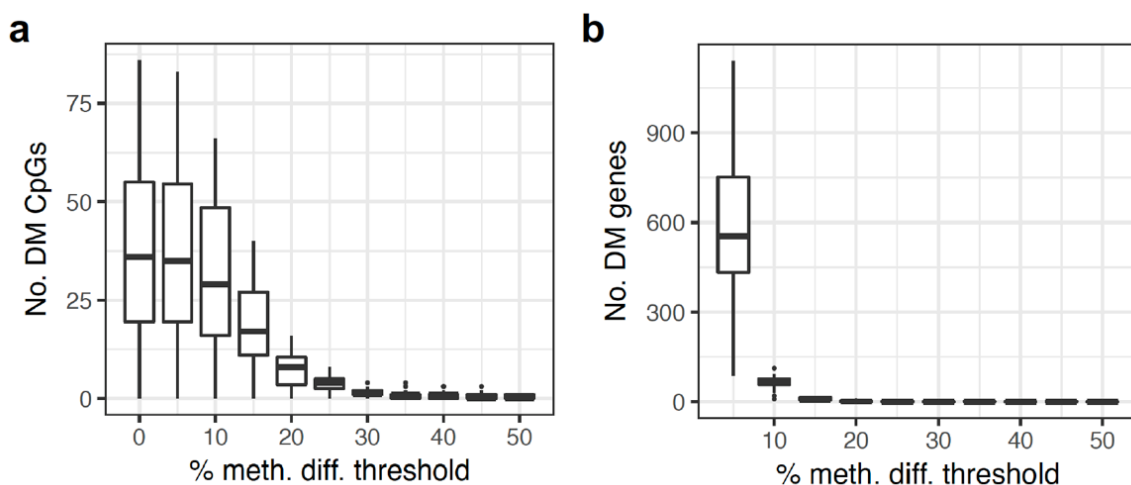 a
No. DM CpGs
75
50
25
0
0 10 20 30 40 50
% meth. diff. threshold
b
No. DM genes
900
600
300
0
10 20 30 40 50
% meth. diff. threshold